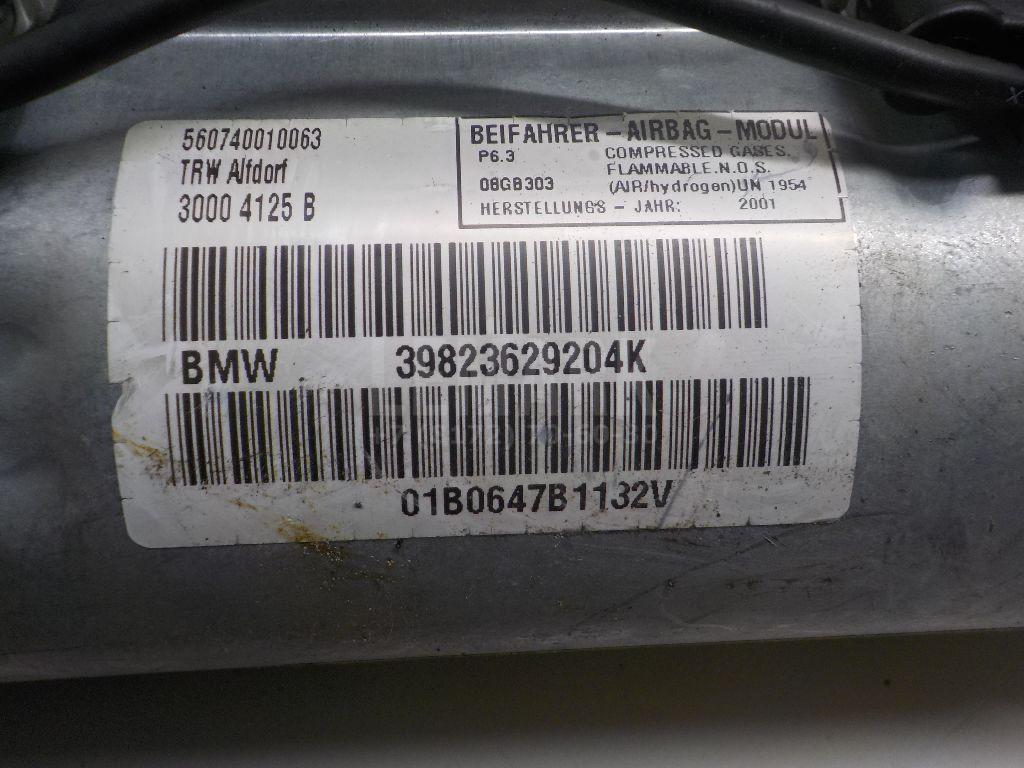 560740010063
TRW Alfdorf
3000 4125 B
BEIFAHRER - AIRBAG - MODUL
P6.3 COMPRESSED GASES.
FLAMMABLE.N.O.S.
08GB303 (AIR/hydrogen)UN 1954
HERSTELLUNGS - JAHR: 2001
BMW 39823629204K
01B0647B1132V